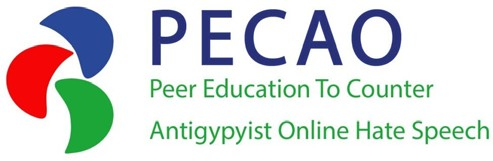 PECAO
Peer Education To Counter
Antigypyist Online Hate Speech